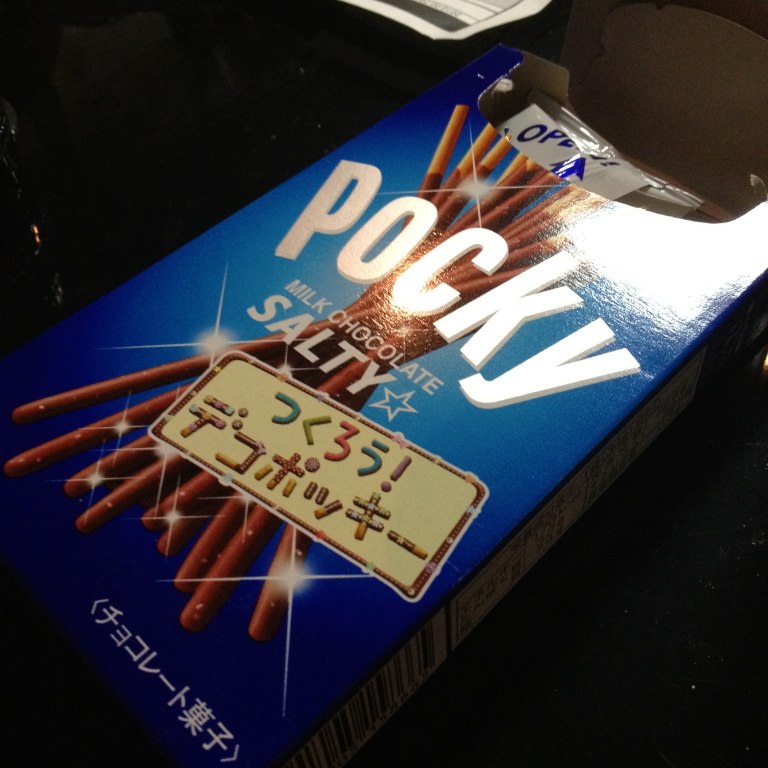 OPEN
POCKY
MILK CHOCOLATE
SALTY☆
つくろう!
デコポッキー
〈チョコレート菓子〉